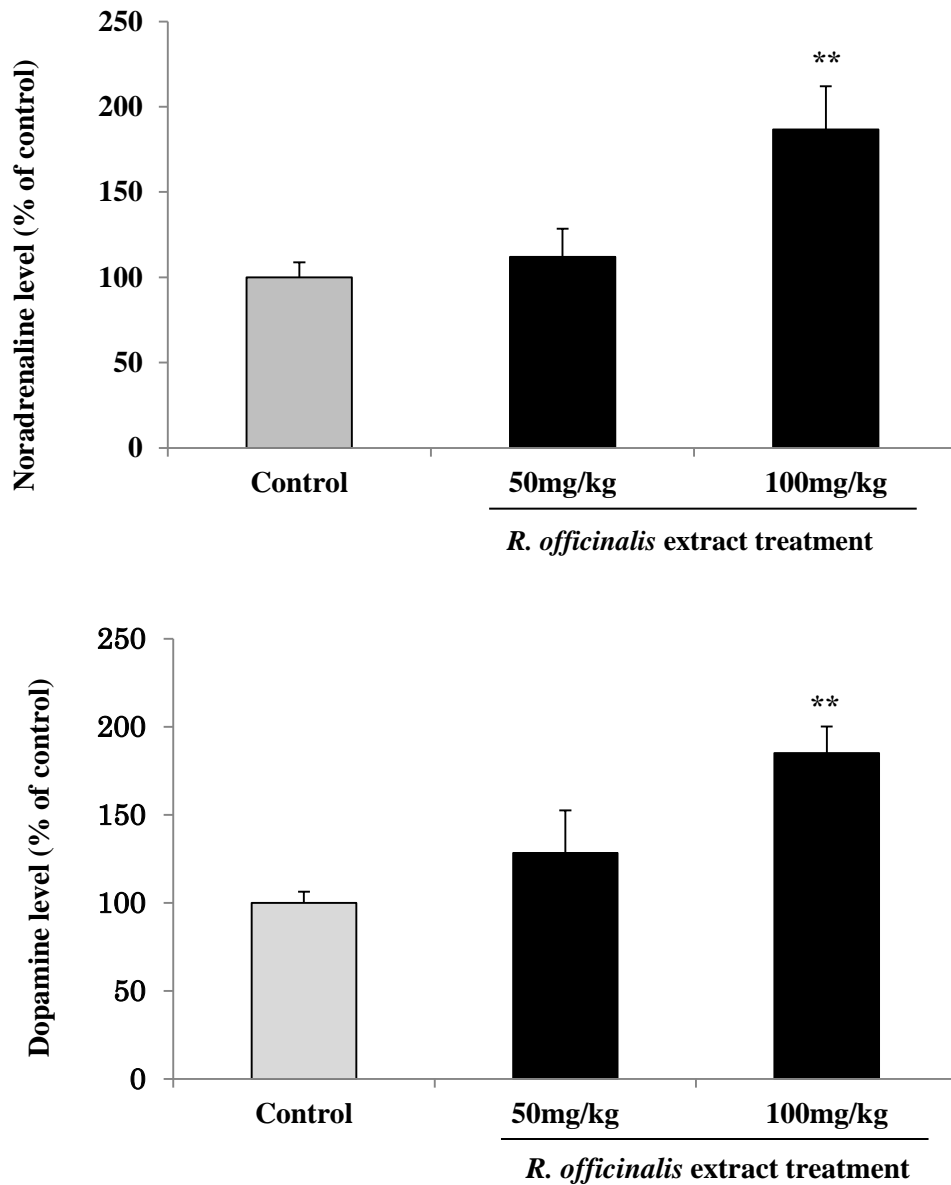 Noradrenaline level (% of control)
250
200
150
100
50
0
**
Control
50mg/kg
100mg/kg
R. officinalis extract treatment
Dopamine level (% of control)
250
200
150
100
50
0
**
Control
50mg/kg
100mg/kg
R. officinalis extract treatment